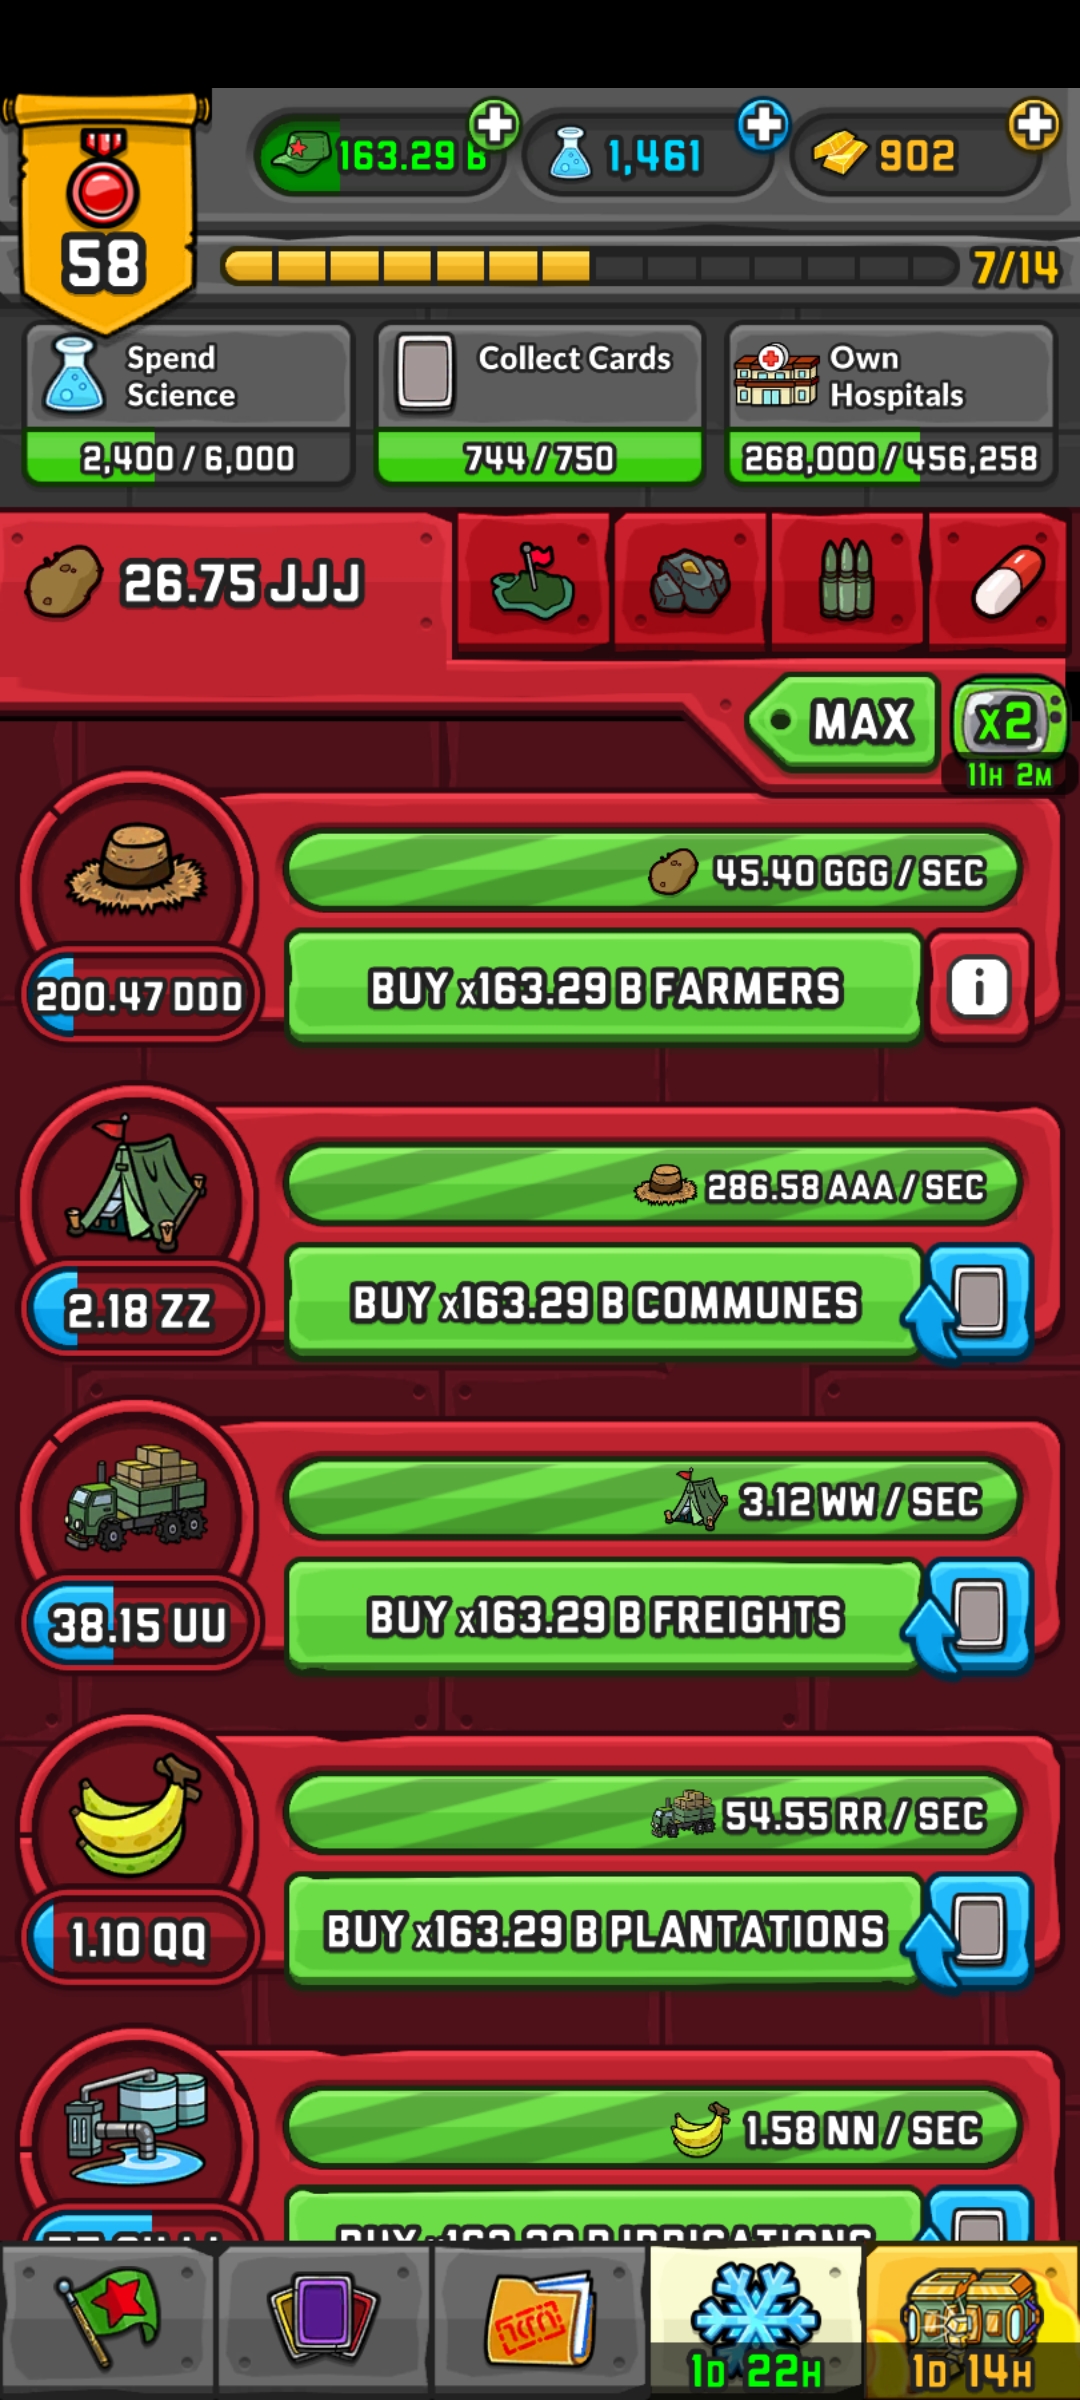 163.29 B
1,461
902
58
7/14
Spend
Science
2,400 / 6,000
Collect Cards
744 / 750
Own
Hospitals
268,000 / 456,258
26.75 JJJ
MAX
x2
11H 2M
45.40 GGG / SEC
200.47 DDD
BUY x163.29 B FARMERS
i
286.58 AAA / SEC
2.18 ZZ
BUY x163.29 B COMMUNES
3.12 WW / SEC
38.15 UU
BUY x163.29 B FREIGHTS
54.55 RR / SEC
1.10 QQ
BUY x163.29 B PLANTATIONS
1.58 NN / SEC
BUY x163.29 B IRRIGATIONS
1D 22H
1D 14H